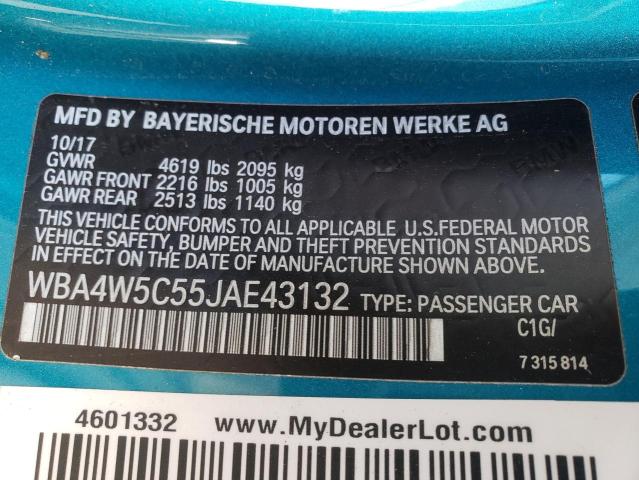 MFD BY BAYERISCHE MOTOREN WERKE AG
10/17
GVWR 4619 lbs 2095 kg
GAWR FRONT 2216 lbs 1005 kg
GAWR REAR 2513 lbs 1140 kg
THIS VEHICLE CONFORMS TO ALL APPLICABLE U.S.FEDERAL MOTOR
VEHICLE SAFETY, BUMPER AND THEFT PREVENTION STANDARDS
IN EFFECT ON THE DATE OF MANUFACTURE SHOWN ABOVE.
WBA4W5C55JAE43132 TYPE: PASSENGER CAR
C1G/
7 315 814
4601332 www.MyDealerLot.com